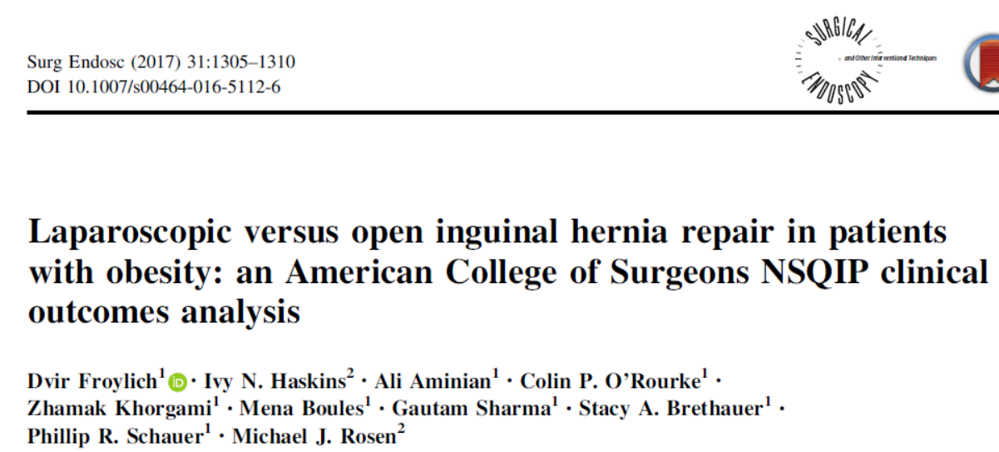 Surg Endosc (2017) 31:1305–1310
DOI 10.1007/s00464-016-5112-6
SURGICAL
and Other Interventional Techniques
ENDOSCOPY
Laparoscopic versus open inguinal hernia repair in patients
with obesity: an American College of Surgeons NSQIP clinical
outcomes analysis
Dvir Froylich1 iD · Ivy N. Haskins2 · Ali Aminian1 · Colin P. O’Rourke1 ·
Zhamak Khorgami1 · Mena Boules1 · Gautam Sharma1 · Stacy A. Brethauer1 ·
Phillip R. Schauer1 · Michael J. Rosen2